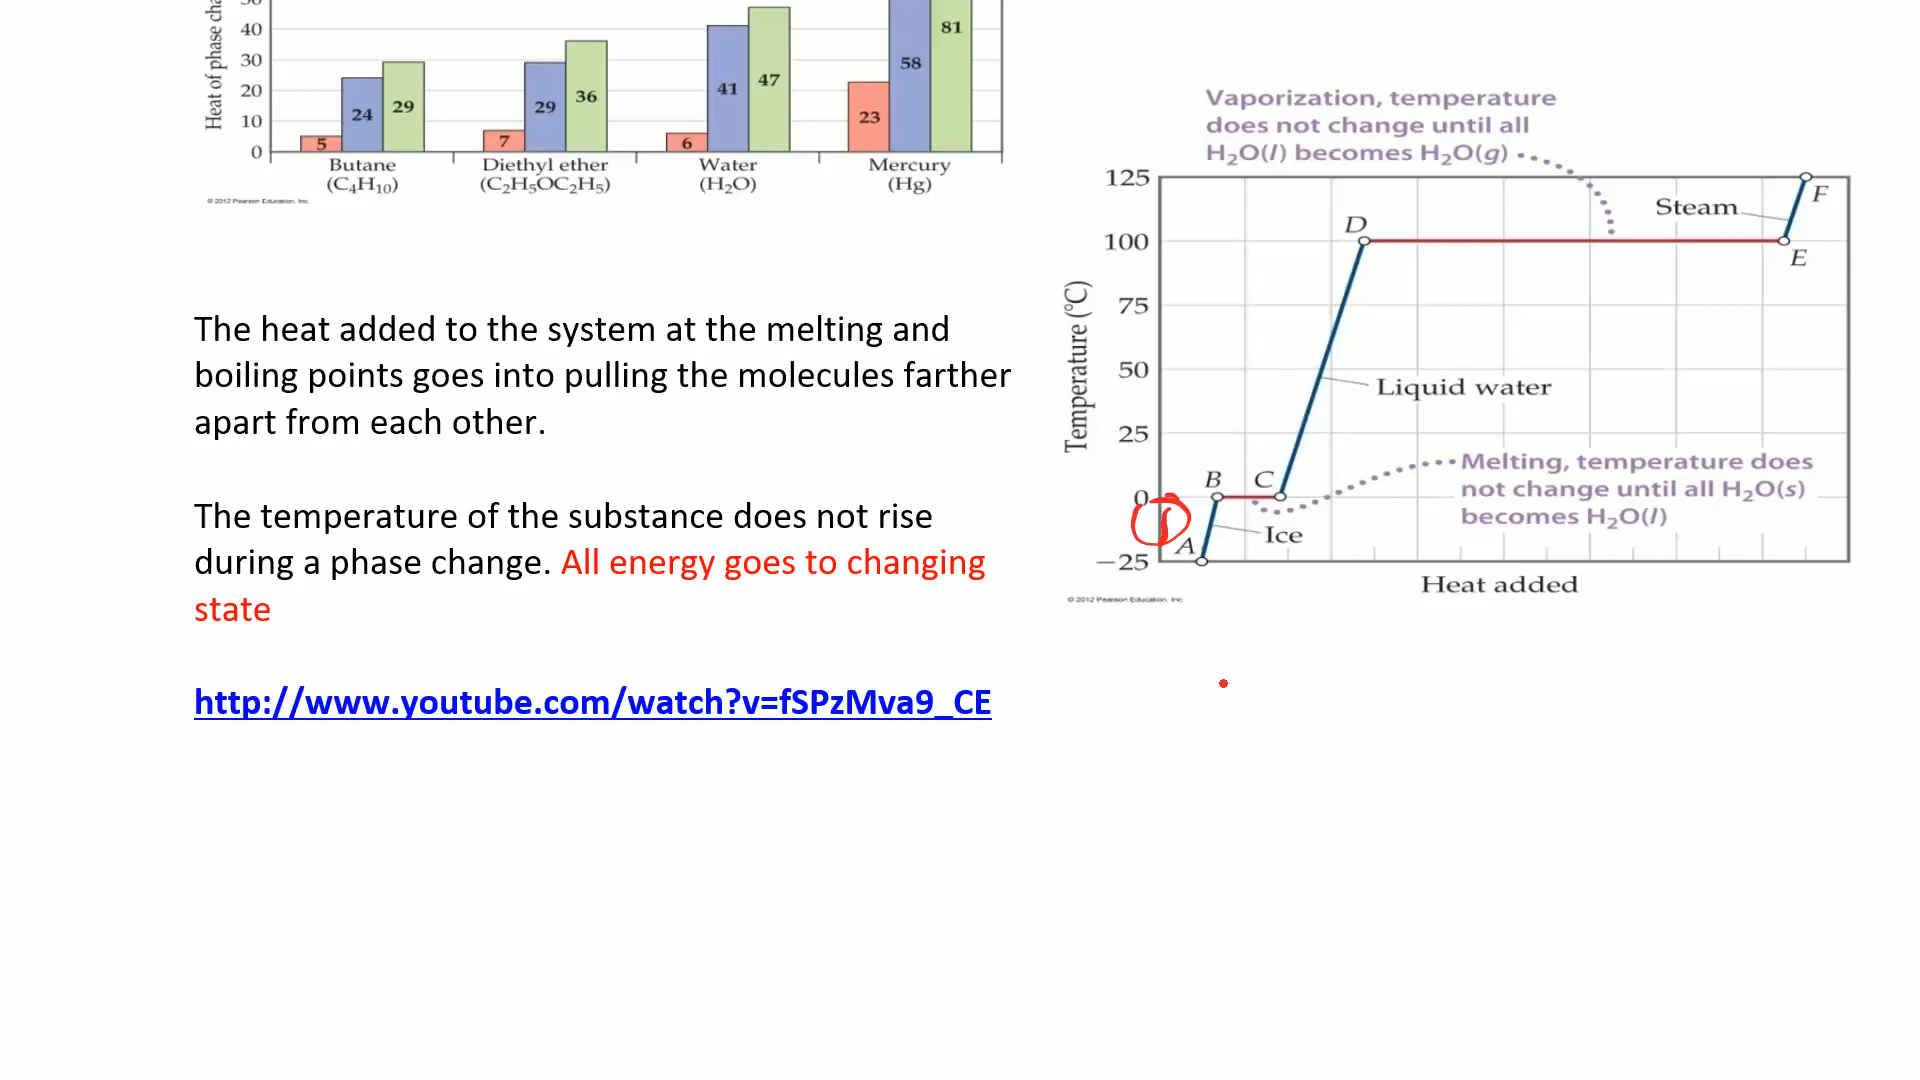 Heat of phase cha
40
30
20
10
0
5
24
29
7
29
36
6
41
47
23
58
81
Butane
(C₄H₁₀)
Diethyl ether
(C₂H₅OC₂H₅)
Water
(H₂O)
Mercury
(Hg)
© 2012 Pearson Education, Inc.
The heat added to the system at the melting and
boiling points goes into pulling the molecules farther
apart from each other.
The temperature of the substance does not rise
during a phase change. All energy goes to changing
state
http://www.youtube.com/watch?v=fSPzMva9_CE
Vaporization, temperature
does not change until all
H₂O(l) becomes H₂O(g)
125
100
75
50
25
0
−25
Temperature (°C)
Steam
F
D
E
Liquid water
Melting, temperature does
not change until all H₂O(s)
becomes H₂O(l)
B
C
1
Ice
A
Heat added
© 2012 Pearson Education, Inc.